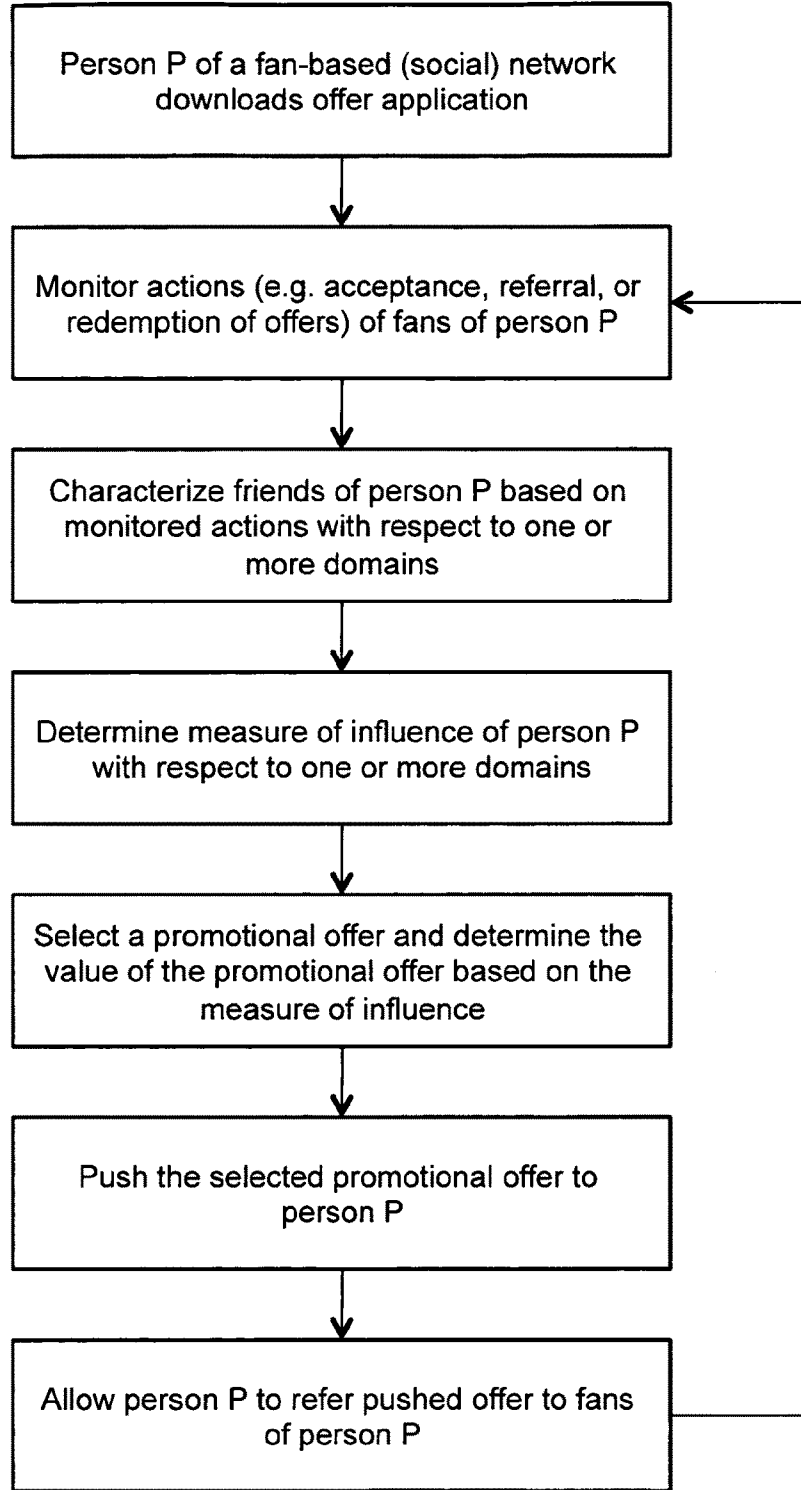 Person P of a fan-based (social) network
downloads offer application
Monitor actions (e.g. acceptance, referral, or
redemption of offers) of fans of person P
Characterize friends of person P based on
monitored actions with respect to one or
more domains
Determine measure of influence of person P
with respect to one or more domains
Select a promotional offer and determine the
value of the promotional offer based on the
measure of influence
Push the selected promotional offer to
person P
Allow person P to refer pushed offer to fans
of person P